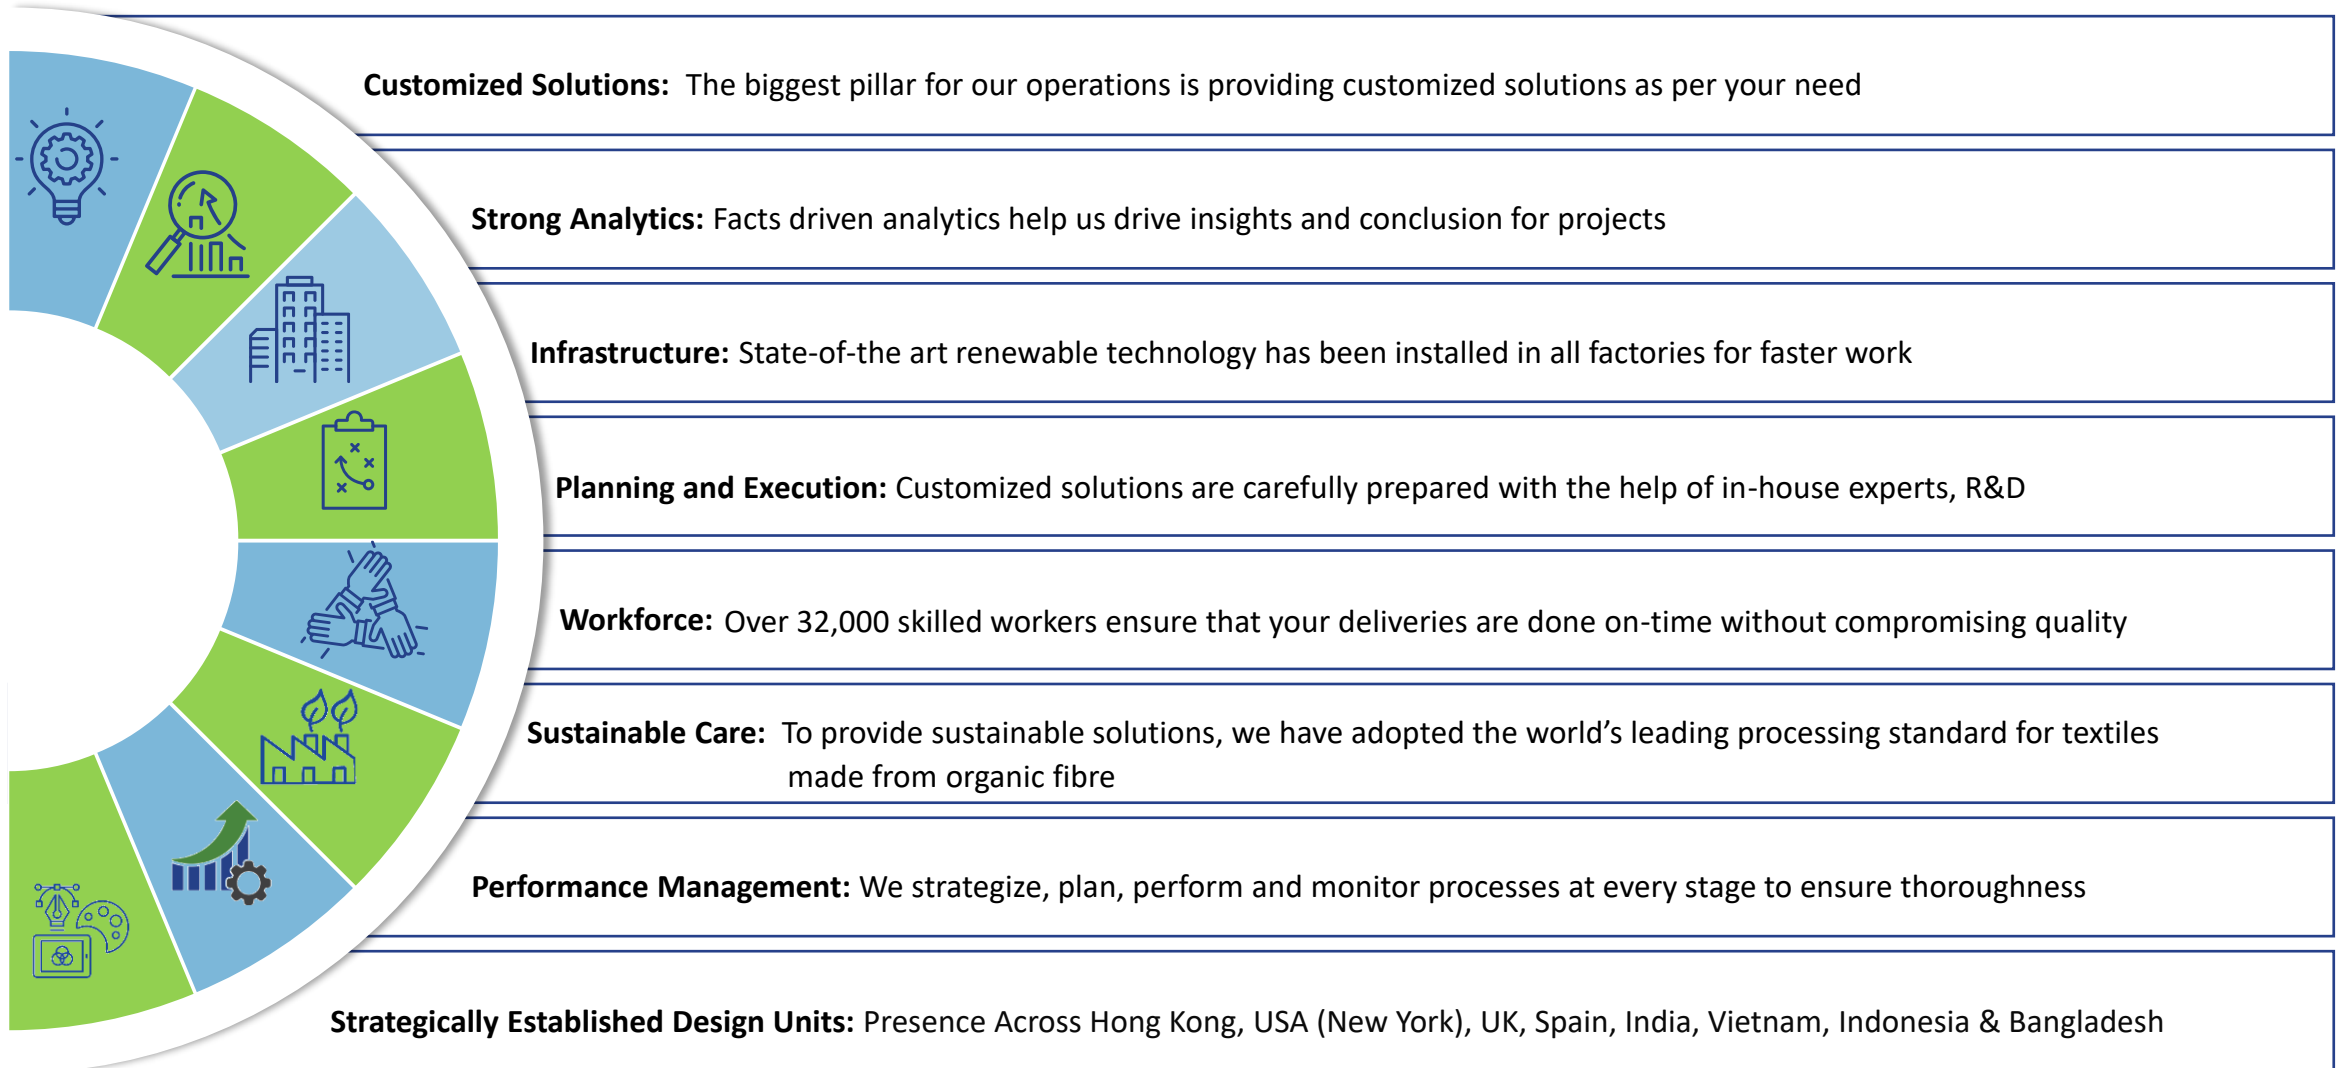 Customized Solutions: The biggest pillar for our operations is providing customized solutions as per your need
Strong Analytics: Facts driven analytics help us drive insights and conclusion for projects
Infrastructure: State-of-the art renewable technology has been installed in all factories for faster work
Planning and Execution: Customized solutions are carefully prepared with the help of in-house experts, R&D
Workforce: Over 32,000 skilled workers ensure that your deliveries are done on-time without compromising quality
Sustainable Care: To provide sustainable solutions, we have adopted the world’s leading processing standard for textiles
made from organic fibre
Performance Management: We strategize, plan, perform and monitor processes at every stage to ensure thoroughness
Strategically Established Design Units: Presence Across Hong Kong, USA (New York), UK, Spain, India, Vietnam, Indonesia & Bangladesh